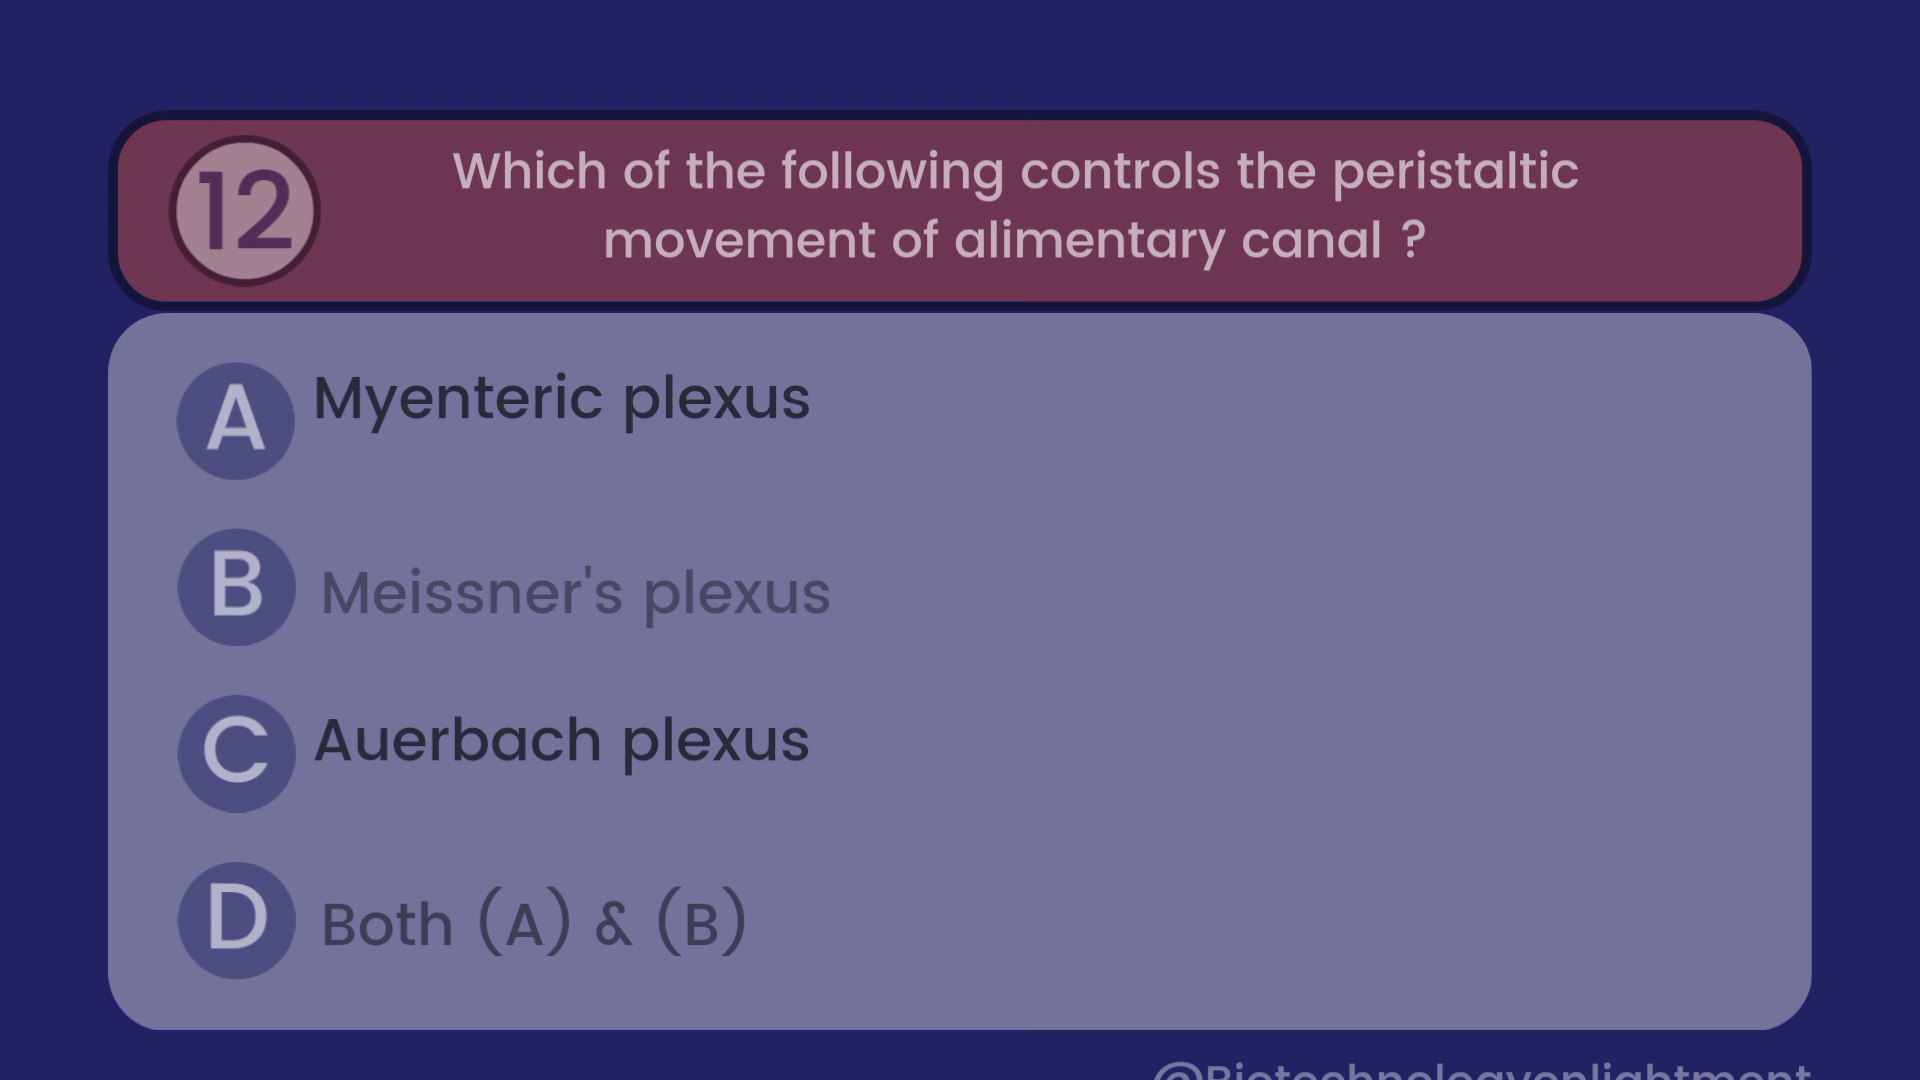 12
Which of the following controls the peristaltic
movement of alimentary canal ?
A Myenteric plexus
B Meissner's plexus
C Auerbach plexus
D Both (A) & (B)
@Biotechnologyenlightment